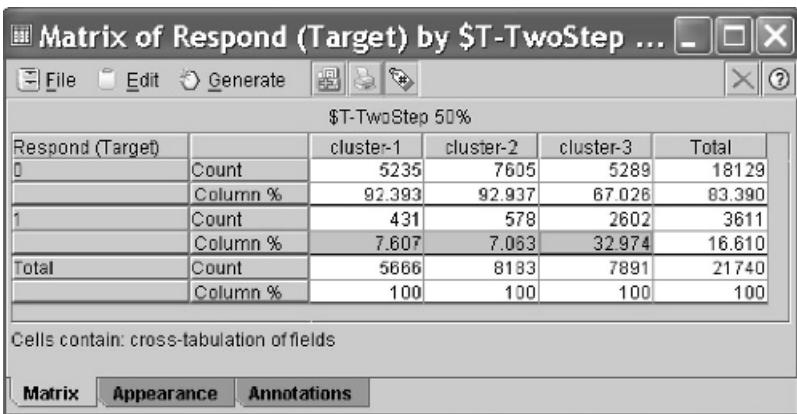 Matrix of Respond (Target) by $T-TwoStep ...
File Edit Generate
$T-TwoStep 50%
Respond (Target) cluster-1 cluster-2 cluster-3 Total
0 Count 5235 7605 5289 18129
Column % 92.393 92.937 67.026 83.390
1 Count 431 578 2602 3611
Column % 7.607 7.063 32.974 16.610
Total Count 5666 8183 7891 21740
Column % 100 100 100 100
Cells contain: cross-tabulation of fields
Matrix Appearance Annotations